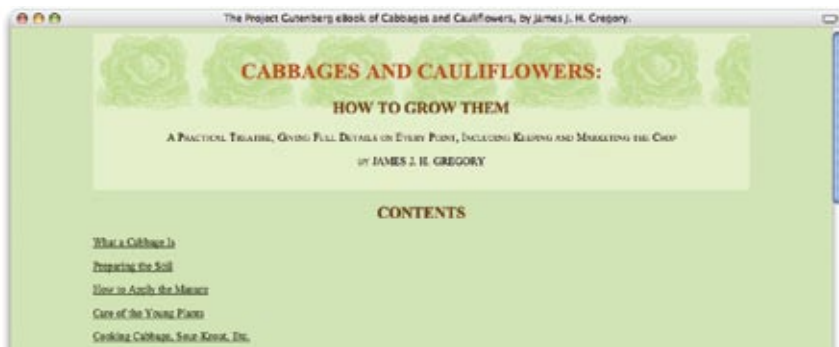 The Project Gutenberg eBook of Cabbages and Cauliflowers, by James J. H. Gregory.
CABBAGES AND CAULIFLOWERS:
HOW TO GROW THEM
A Practical Treatise, Giving Full Details on Every Point, Including Keeping and Marketing the Crop
BY JAMES J. H. GREGORY
CONTENTS
What a Cabbage Is
Preparing the Soil
How to Apply the Manure
Care of the Young Plants
Cooking Cabbage, Sour Krout, Etc.